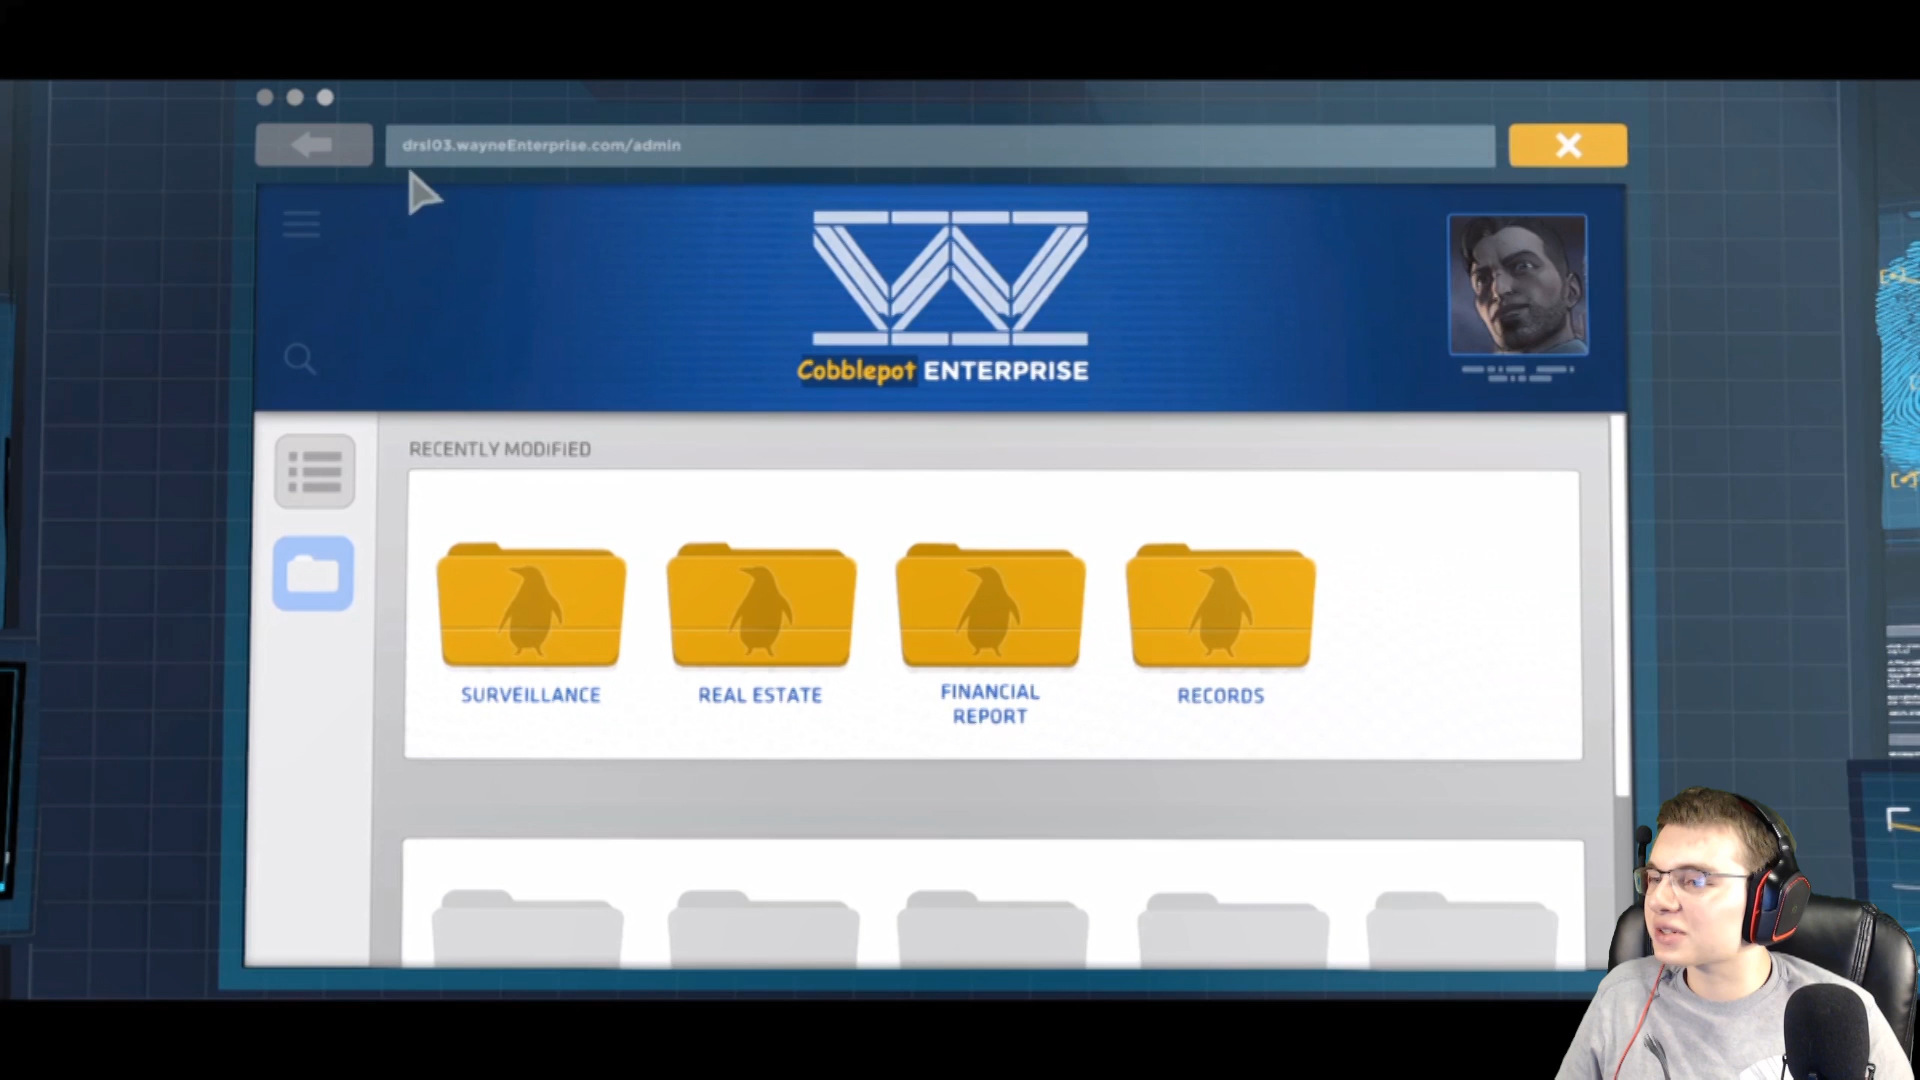 drsl03.wayneEnterprise.com/admin
Cobblepot ENTERPRISE
RECENTLY MODIFIED
SURVEILLANCE
REAL ESTATE
FINANCIAL
REPORT
RECORDS